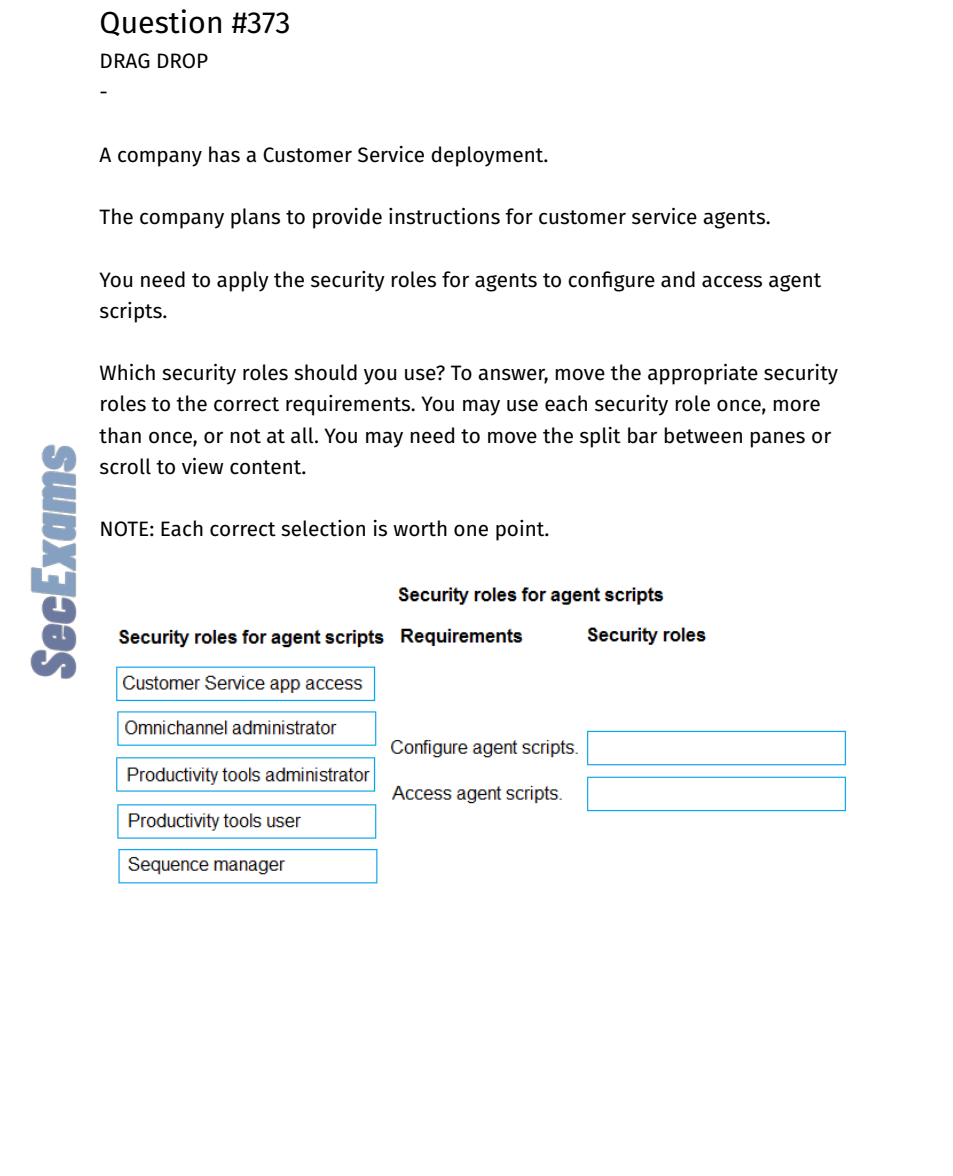 Question #373
DRAG DROP
-
A company has a Customer Service deployment.
The company plans to provide instructions for customer service agents.
You need to apply the security roles for agents to configure and access agent
scripts.
Which security roles should you use? To answer, move the appropriate security
roles to the correct requirements. You may use each security role once, more
than once, or not at all. You may need to move the split bar between panes or
scroll to view content.
NOTE: Each correct selection is worth one point.
SecExams
Security roles for agent scripts
Security roles for agent scripts Requirements Security roles
Customer Service app access
Omnichannel administrator
Configure agent scripts.
Productivity tools administrator
Access agent scripts.
Productivity tools user
Sequence manager